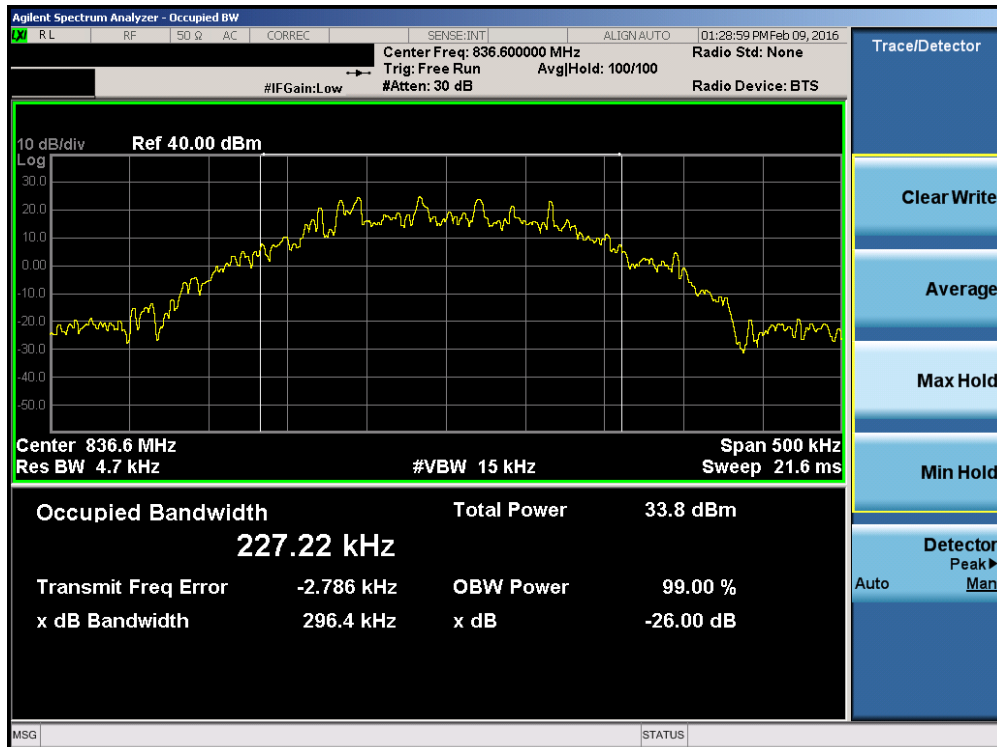 Agilent Spectrum Analyzer - Occupied BW
LXI RL RF 50 Ω AC CORREC SENSE:INT ALIGN AUTO 01:28:59 PM Feb 09, 2016
Center Freq: 836.600000 MHz Radio Std: None
Trig: Free Run Avg|Hold: 100/100
#IFGain:Low #Atten: 30 dB Radio Device: BTS
10 dB/div Ref 40.00 dBm
Log
30.0
20.0
10.0
0.00
-10.0
-20.0
-30.0
-40.0
-50.0
Center 836.6 MHz Span 500 kHz
Res BW 4.7 kHz #VBW 15 kHz Sweep 21.6 ms
Occupied Bandwidth Total Power 33.8 dBm
227.22 kHz
Transmit Freq Error -2.786 kHz OBW Power 99.00 %
x dB Bandwidth 296.4 kHz x dB -26.00 dB
MSG STATUS
Trace/Detector
Clear Write
Average
Max Hold
Min Hold
Detector
Peak▶
Auto Man